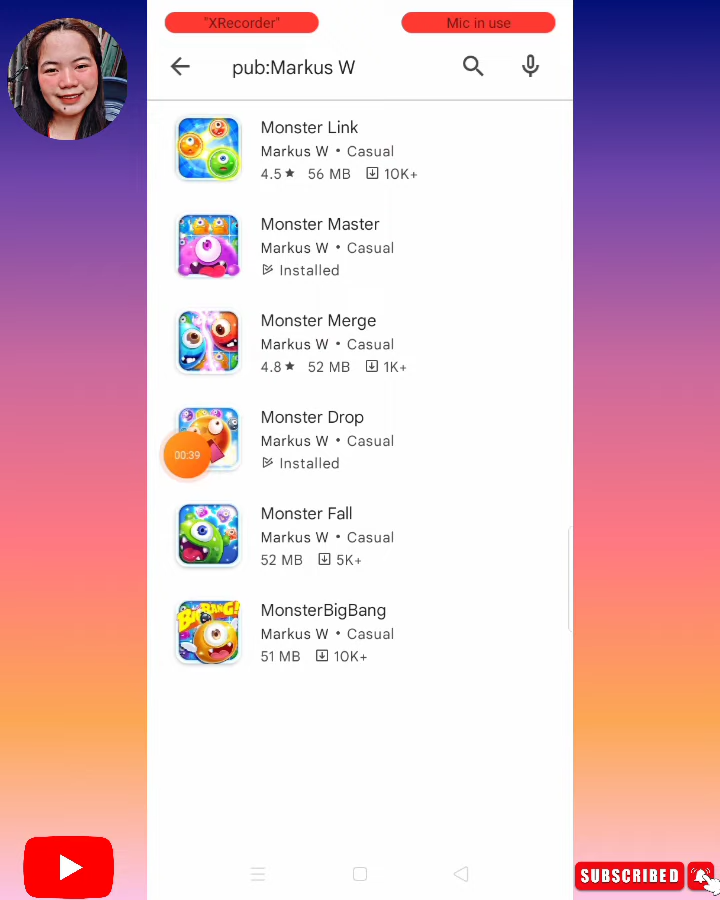 "XRecorder"
Mic in use
pub:Markus W
Monster Link
Markus W • Casual
4.5★ 56 MB 10K+
Monster Master
Markus W • Casual
Installed
Monster Merge
Markus W • Casual
4.8★ 52 MB 1K+
Monster Drop
Markus W • Casual
Installed
00:39
Monster Fall
Markus W • Casual
52 MB 5K+
BIGBANG!
MonsterBigBang
Markus W • Casual
51 MB 10K+
SUBSCRIBED